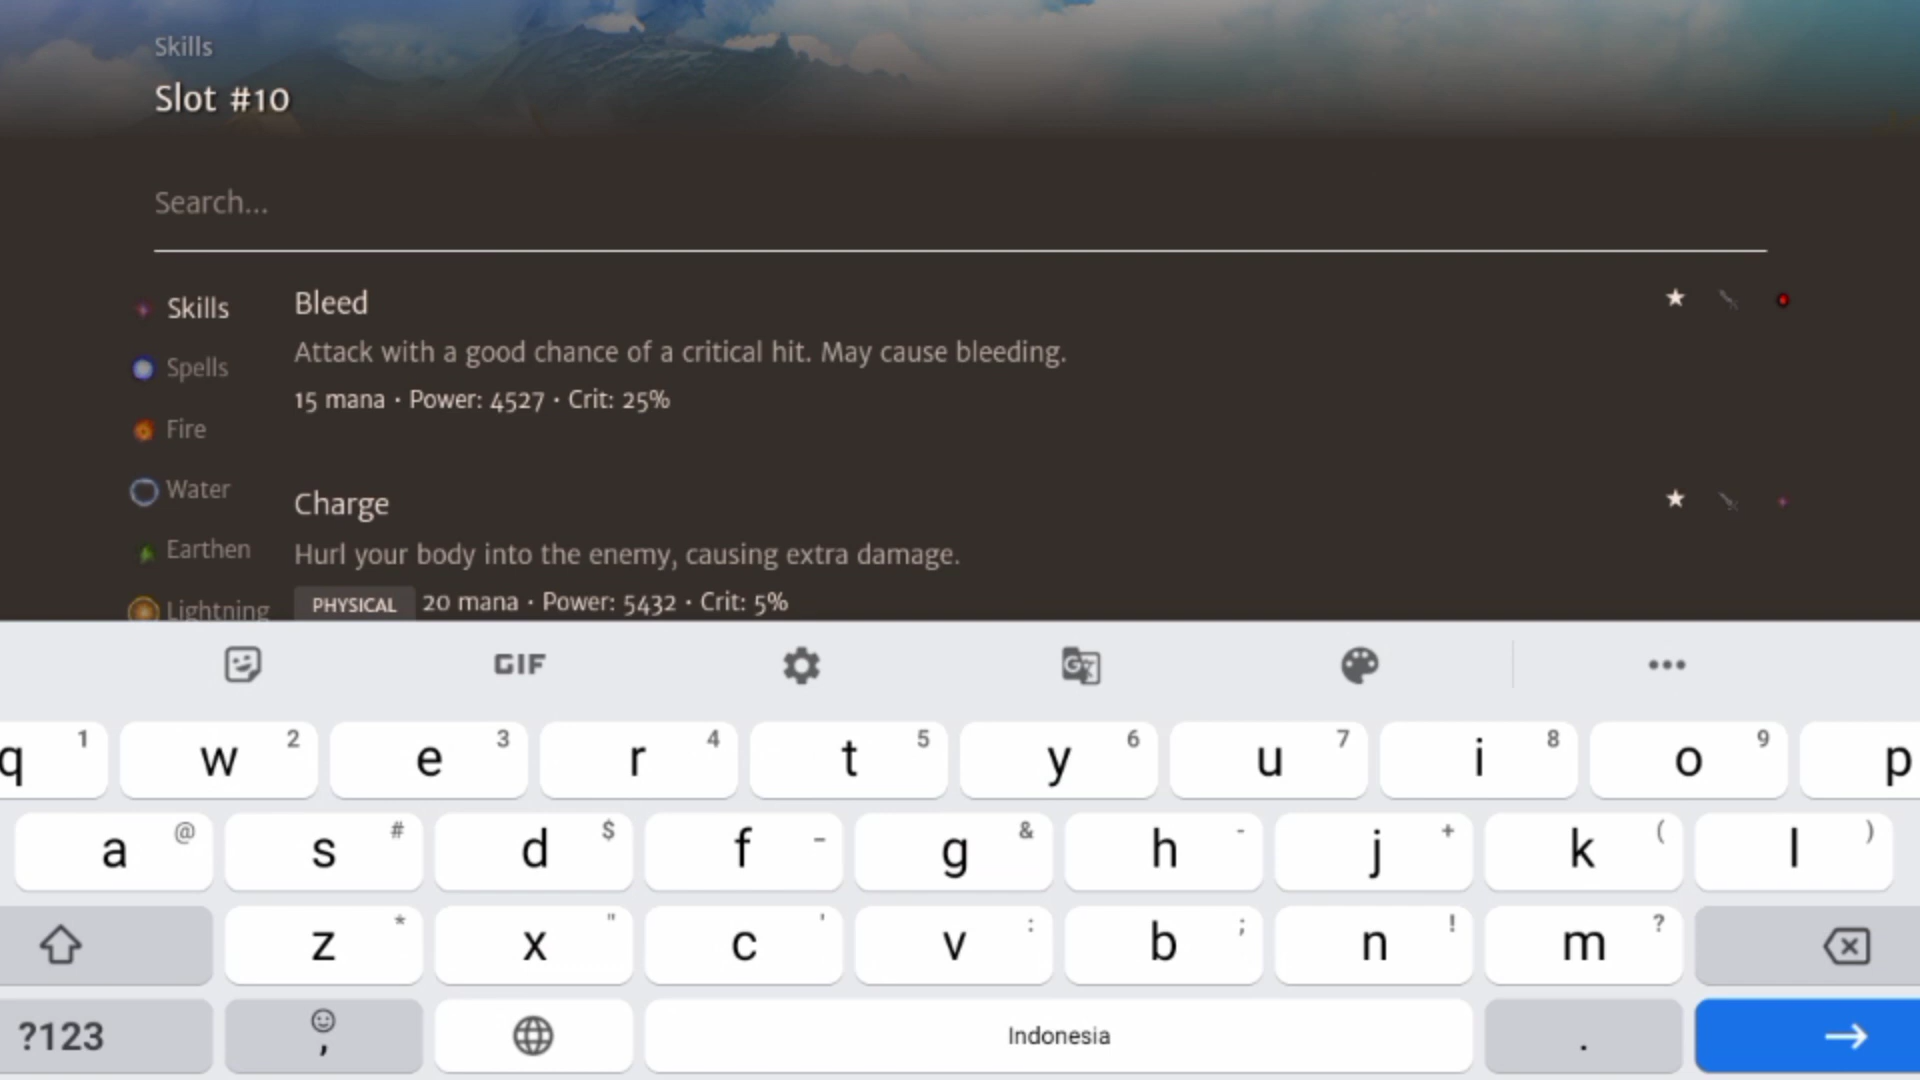 Skills
Slot #10
Search...
Skills
Spells
Fire
Water
Earthen
Lightning
Bleed
Attack with a good chance of a critical hit. May cause bleeding.
15 mana · Power: 4527 · Crit: 25%
Charge
Hurl your body into the enemy, causing extra damage.
PHYSICAL 20 mana · Power: 5432 · Crit: 5%
GIF
q 1 w 2 e 3 r 4 t 5 y 6 u 7 i 8 o 9 p
a @ s # d $ f _ g & h - j + k ( l )
z * x " c ' v : b ; n ! m ?
?123 , Indonesia .